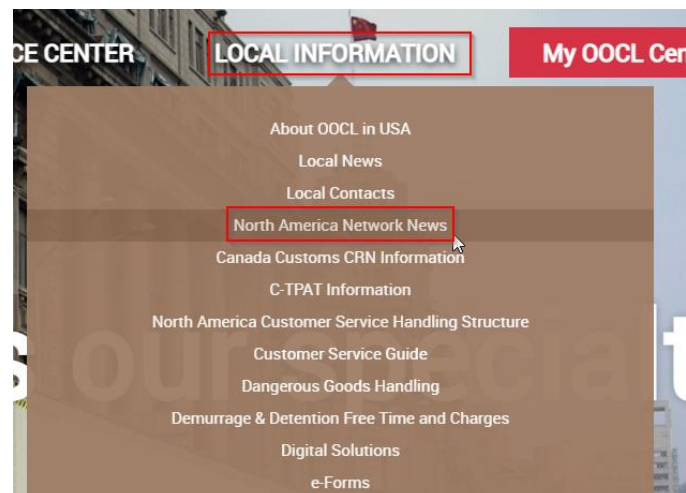 CE CENTER
LOCAL INFORMATION
My OOCL Cen
About OOCL in USA
Local News
Local Contacts
North America Network News
Canada Customs CRN Information
C-TPAT Information
North America Customer Service Handling Structure
Customer Service Guide
Dangerous Goods Handling
Demurrage & Detention Free Time and Charges
Digital Solutions
e-Forms
s our specialt